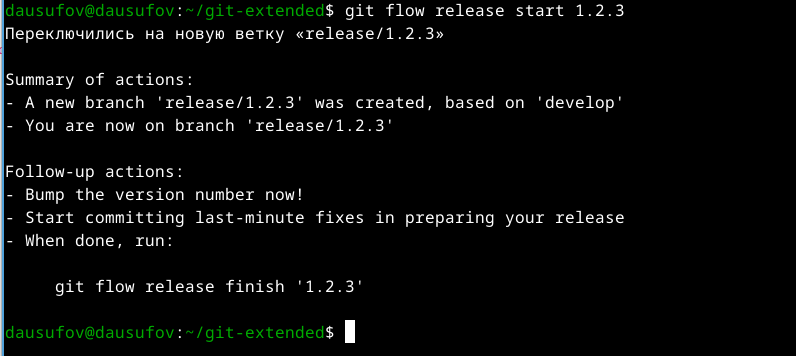 dausufov@dausufov:~/git-extended$ git flow release start 1.2.3
Переключились на новую ветку «release/1.2.3»
Summary of actions:
- A new branch 'release/1.2.3' was created, based on 'develop'
- You are now on branch 'release/1.2.3'
Follow-up actions:
- Bump the version number now!
- Start committing last-minute fixes in preparing your release
- When done, run:
git flow release finish '1.2.3'
dausufov@dausufov:~/git-extended$